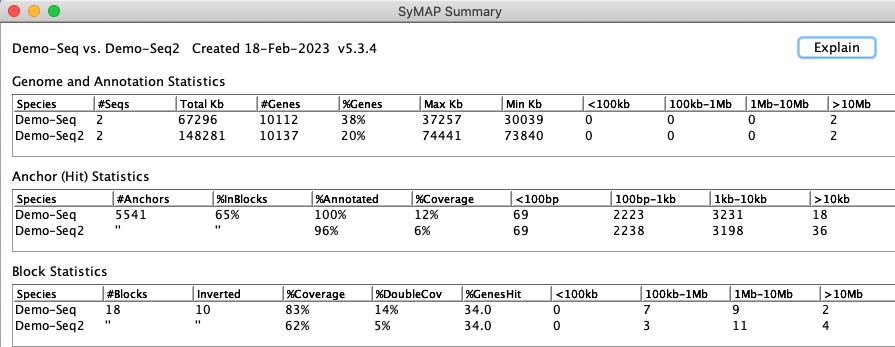 SyMAP Summary
Demo-Seq vs. Demo-Seq2 Created 18-Feb-2023 v5.3.4 Explain
Genome and Annotation Statistics
Species #Seqs Total Kb #Genes %Genes Max Kb Min Kb <100kb 100kb-1Mb 1Mb-10Mb >10Mb
Demo-Seq 2 67296 10112 38% 37257 30039 0 0 0 2
Demo-Seq2 2 148281 10137 20% 74441 73840 0 0 0 2
Anchor (Hit) Statistics
Species #Anchors %InBlocks %Annotated %Coverage <100bp 100bp-1kb 1kb-10kb >10kb
Demo-Seq 5541 65% 100% 12% 69 2223 3231 18
Demo-Seq2 " " 96% 6% 69 2238 3198 36
Block Statistics
Species #Blocks Inverted %Coverage %DoubleCov %GenesHit <100kb 100kb-1Mb 1Mb-10Mb >10Mb
Demo-Seq 18 10 83% 14% 34.0 0 7 9 2
Demo-Seq2 " " 62% 5% 34.0 0 3 11 4